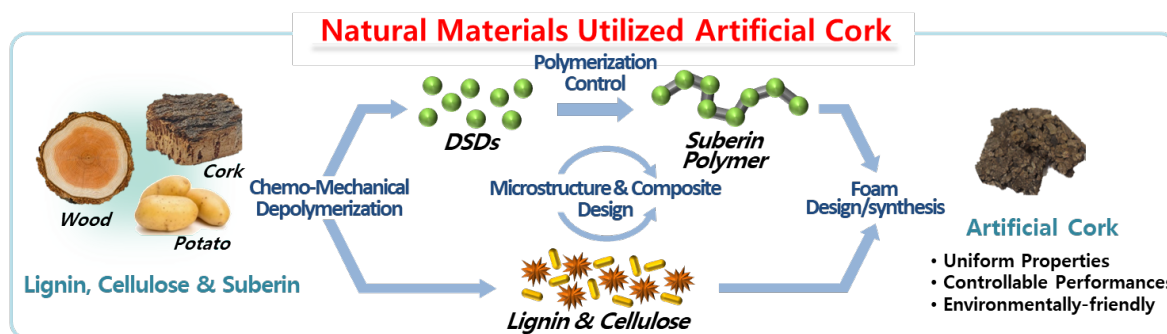 Natural Materials Utilized Artificial Cork
Cork
Wood
Potato
Lignin, Cellulose & Suberin
Chemo-Mechanical
Depolymerization
DSDs
Polymerization
Control
Suberin
Polymer
Microstructure & Composite
Design
Lignin & Cellulose
Foam
Design/synthesis
Artificial Cork
• Uniform Properties
• Controllable Performances
• Environmentally-friendly